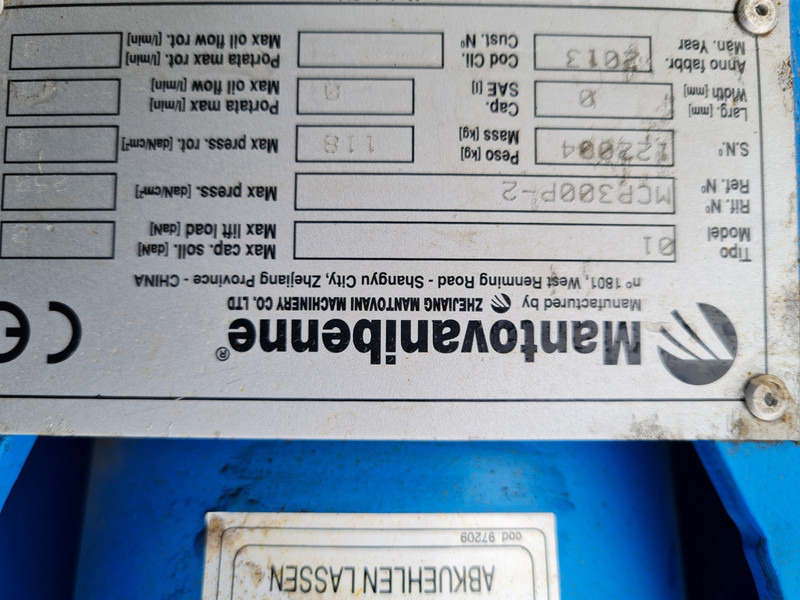 ABKUEHLEN LASSEN
cod. 97209
Mantovanibenne® CE
Manufactured by ZHEJIANG MANTOVANI MACHINERY CO. LTD
n° 1801, West Renming Road - Shangyu City, Zhejiang Province - CHINA
Tipo 01 Max cap. soll. [daN]
Model Max lift load [daN]
Rif. N° MCR300P-2 Max press. [daN/cm²]
Ref. N°
S.N.° 122004 Peso [kg] 118 Max press. rot. [daN/cm²]
Mass [kg]
Larg. [mm] 0 Cap. 0 Portata max [l/min]
Width [mm] SAE [l] Max oil flow [l/min]
Anno fabbr. 2013 Cod Cli. Portata max rot. [l/min]
Man. Year Cust. N° Max oil flow rot. [l/min]